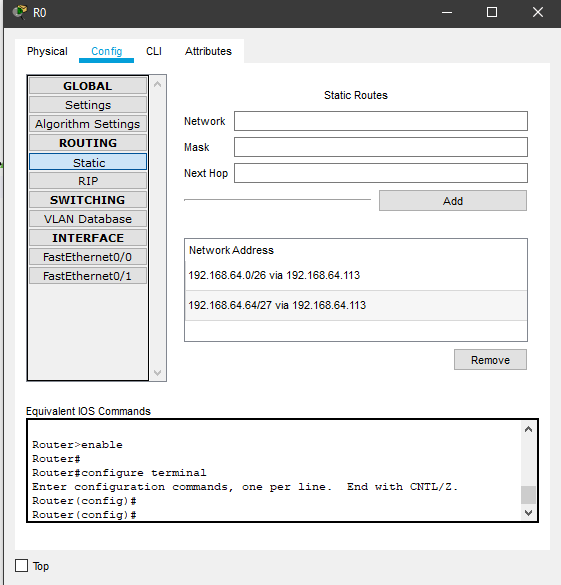 R0
Physical Config CLI Attributes
GLOBAL
Settings
Algorithm Settings
ROUTING
Static
RIP
SWITCHING
VLAN Database
INTERFACE
FastEthernet0/0
FastEthernet0/1
Static Routes
Network
Mask
Next Hop
Add
Network Address
192.168.64.0/26 via 192.168.64.113
192.168.64.64/27 via 192.168.64.113
Remove
Equivalent IOS Commands
Router>enable
Router#
Router#configure terminal
Enter configuration commands, one per line. End with CNTL/Z.
Router(config)#
Router(config)#
Top